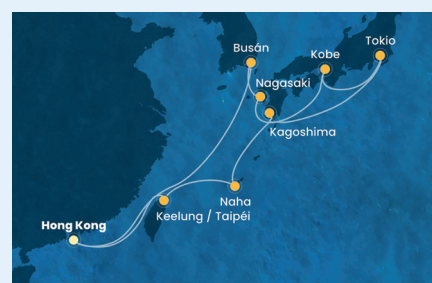 Busán
Kobe
Tokio
Nagasaki
Kagoshima
Naha
Keelung / Taipéi
Hong Kong